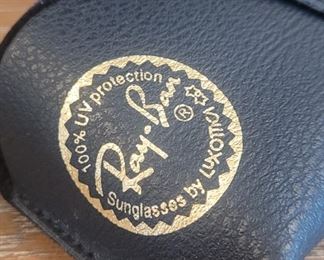 100% UV protection
Ray-Ban ®
Sunglasses by Luxottica